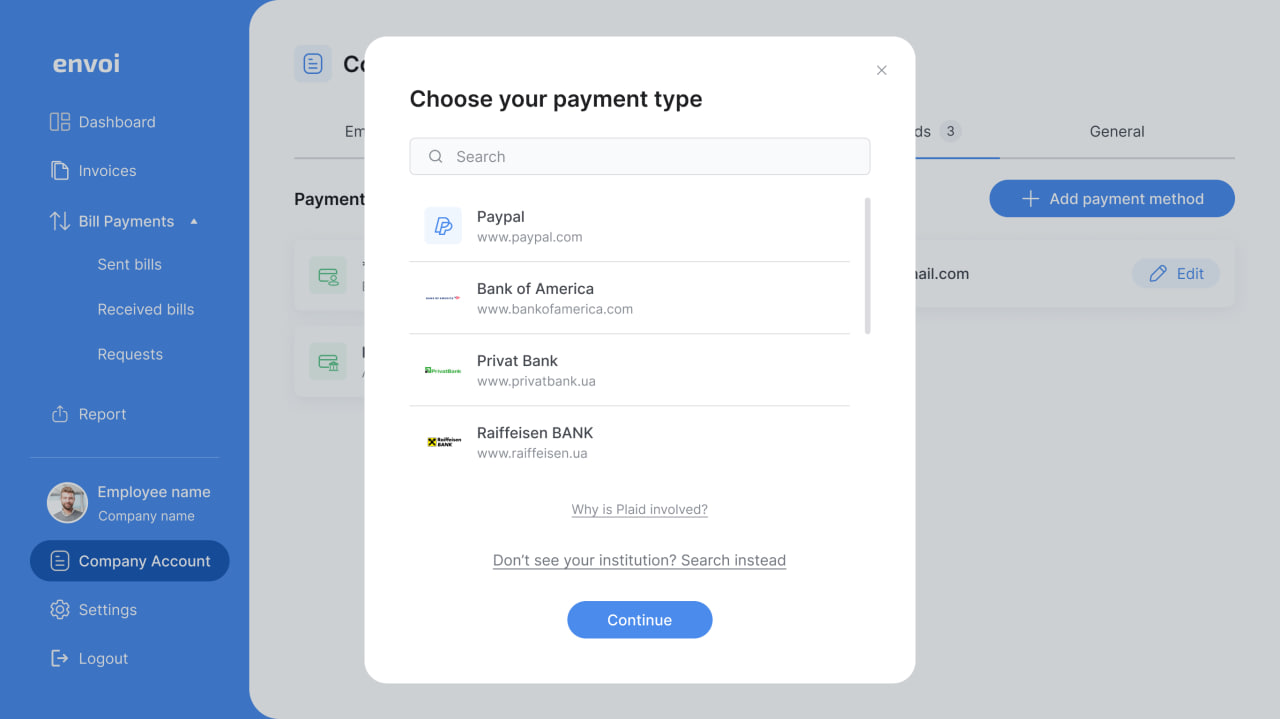 envoi
Dashboard
Invoices
Bill Payments
Sent bills
Received bills
Requests
Report
Employee name
Company name
Company Account
Settings
Logout
Em
ds 3
General
Payment
Add payment method
ail.com
Edit
Choose your payment type
Search
Paypal
www.paypal.com
BANK OF AMERICA
Bank of America
www.bankofamerica.com
PrivatBank
Privat Bank
www.privatbank.ua
Raiffeisen
BANK
Raiffeisen BANK
www.raiffeisen.ua
Why is Plaid involved?
Don't see your institution? Search instead
Continue